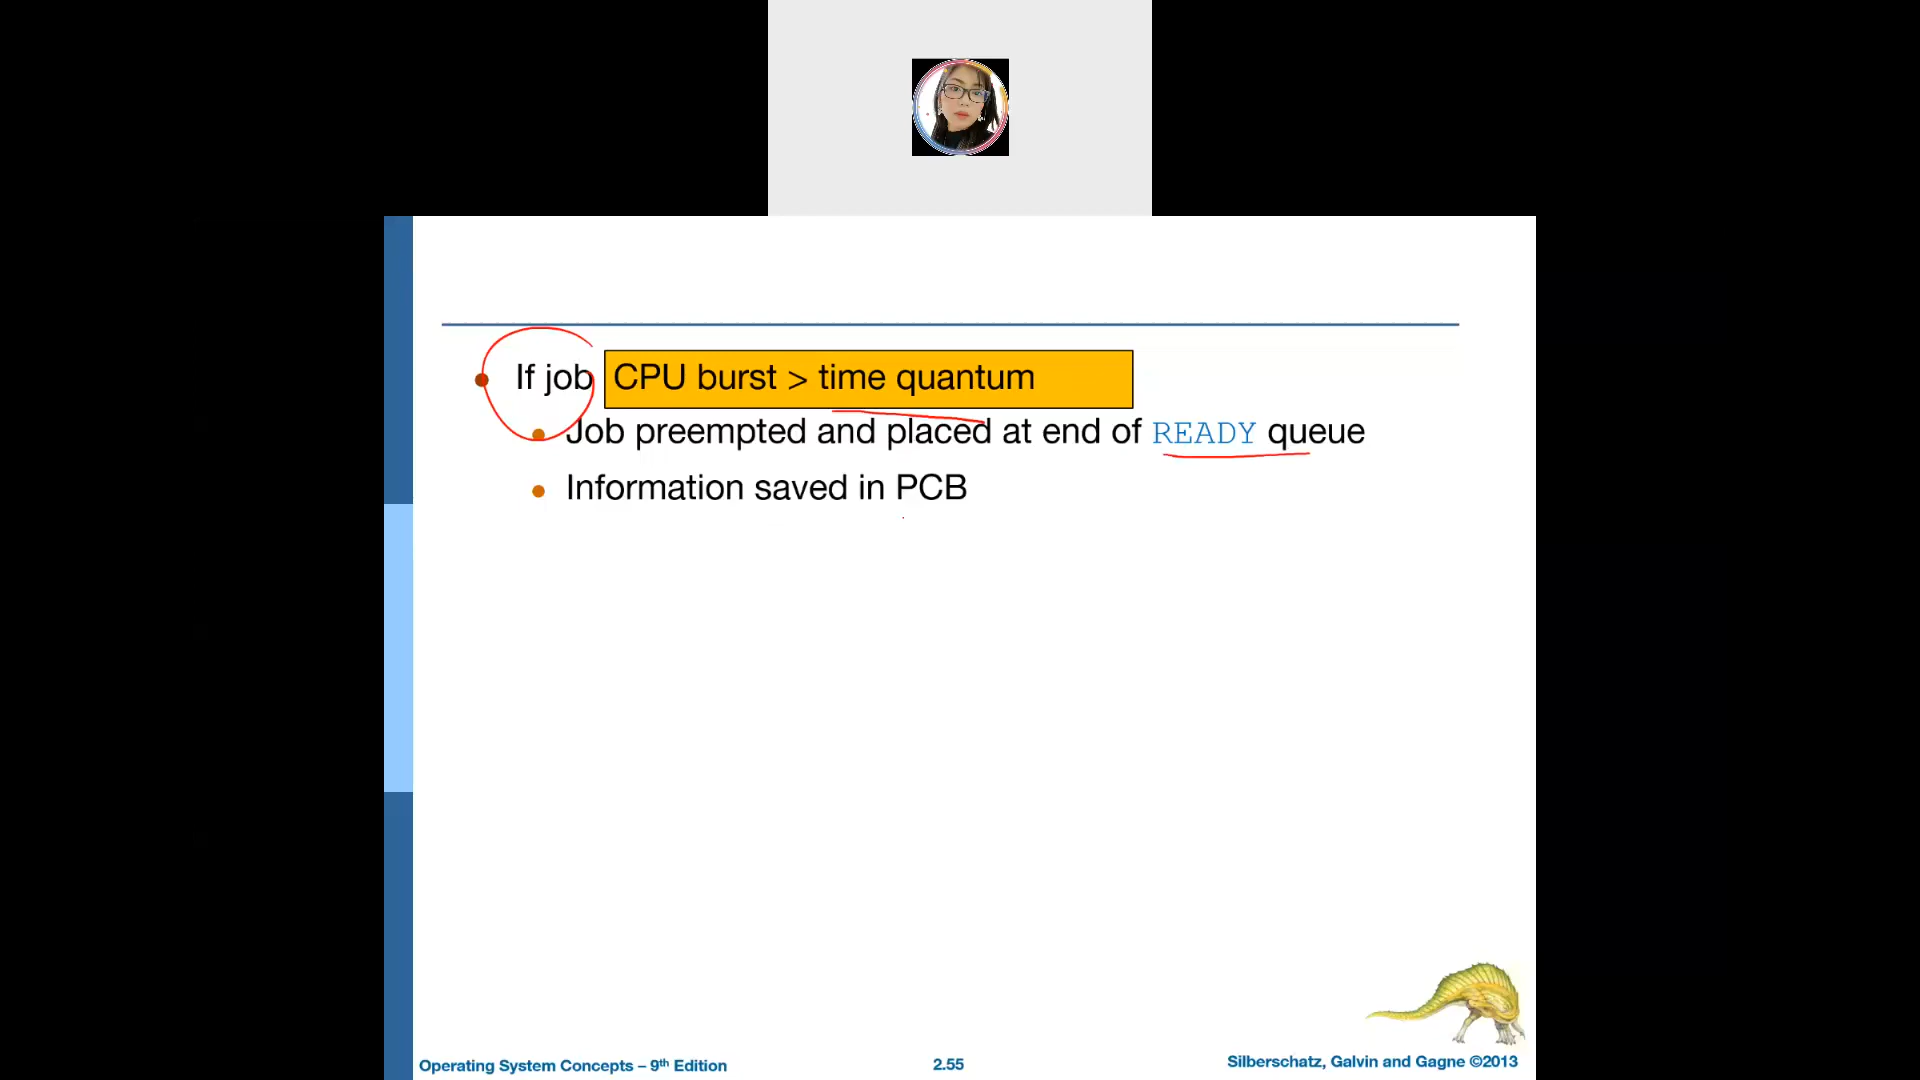 If job CPU burst > time quantum
Job preempted and placed at end of READY queue
Information saved in PCB
Operating System Concepts – 9th Edition
2.55
Silberschatz, Galvin and Gagne ©2013